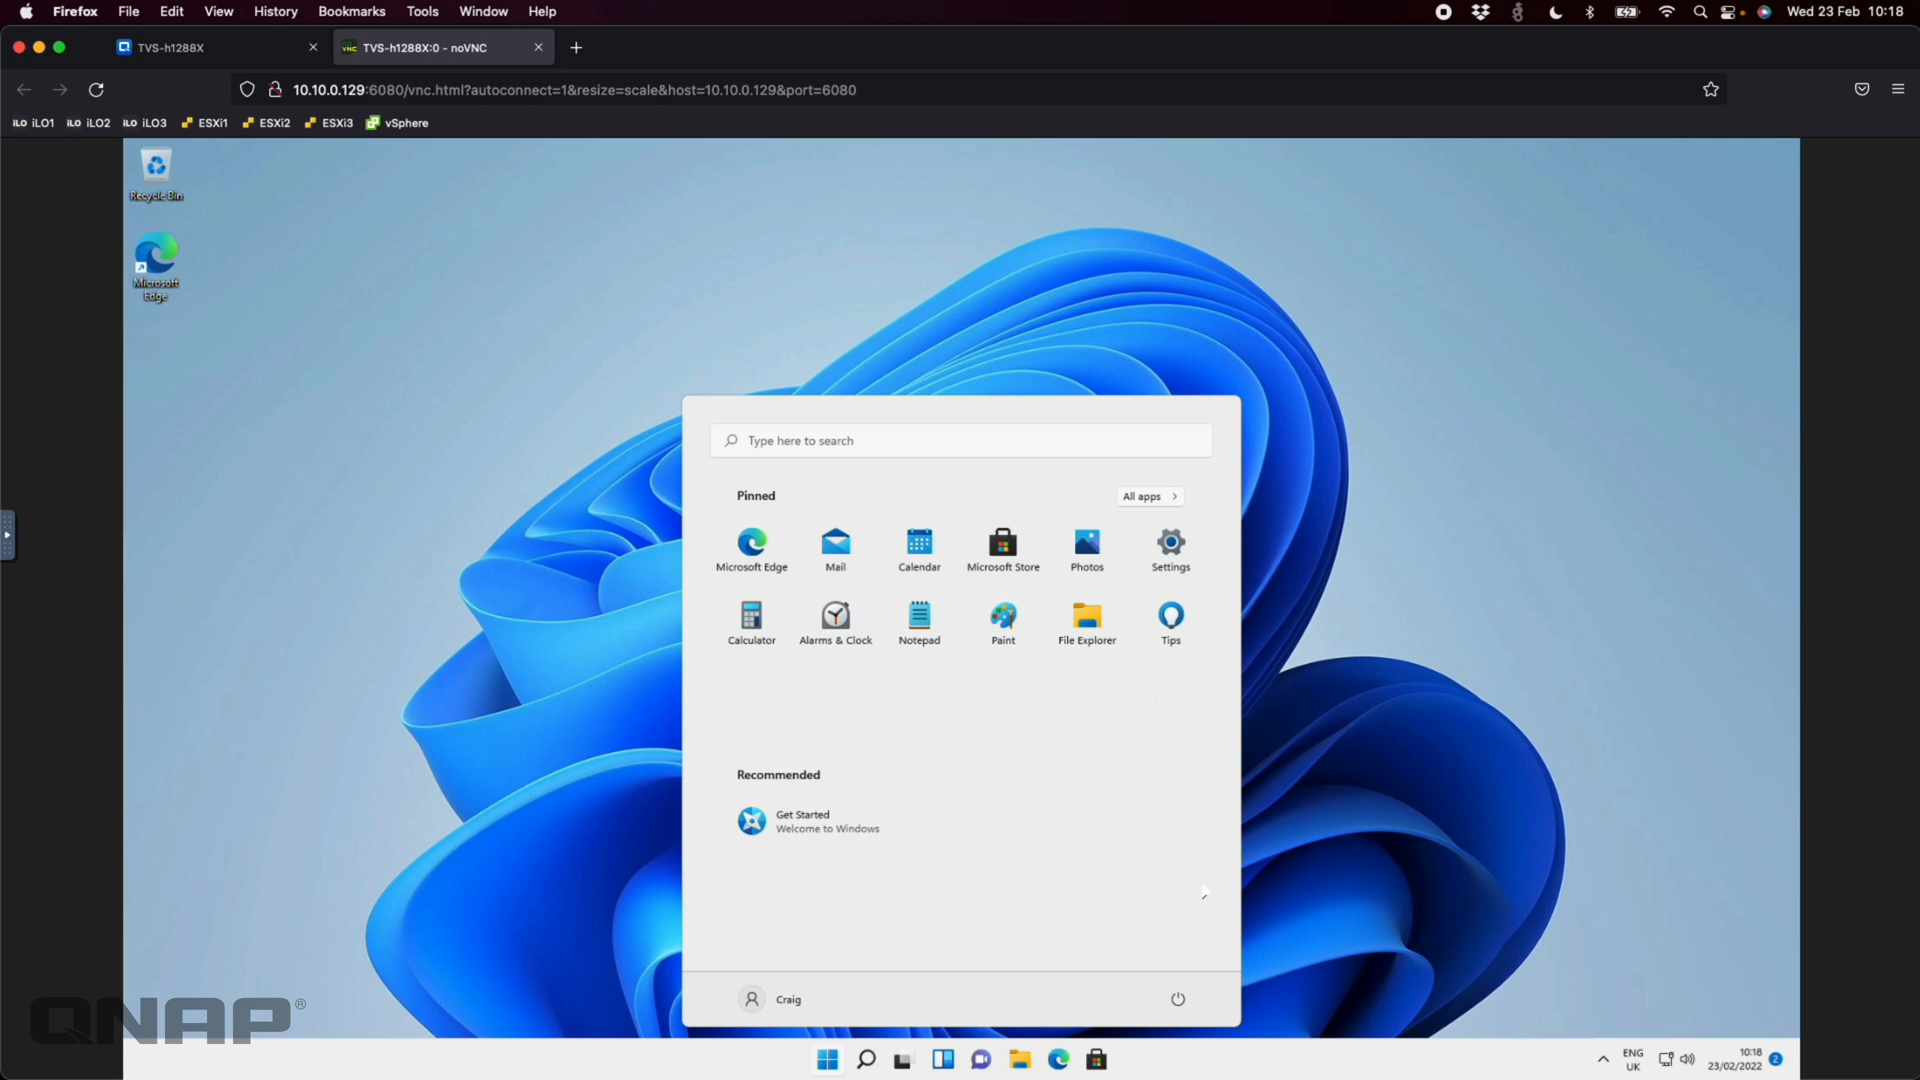 Firefox File Edit View History Bookmarks Tools Window Help
Wed 23 Feb 10:18
TVS-h1288X
VNC TVS-h1288X:0 - noVNC
10.10.0.129:6080/vnc.html?autoconnect=1&resize=scale&host=10.10.0.129&port=6080
iLO iLO1 iLO iLO2 iLO iLO3 ESXi1 ESXi2 ESXi3 vSphere
Recycle Bin
Microsoft
Edge
Type here to search
Pinned
All apps
Microsoft Edge Mail Calendar Microsoft Store Photos Settings
Calculator Alarms & Clock Notepad Paint File Explorer Tips
Recommended
Get Started
Welcome to Windows
Craig
QNAP®
ENG
UK
10:18
23/02/2022
2